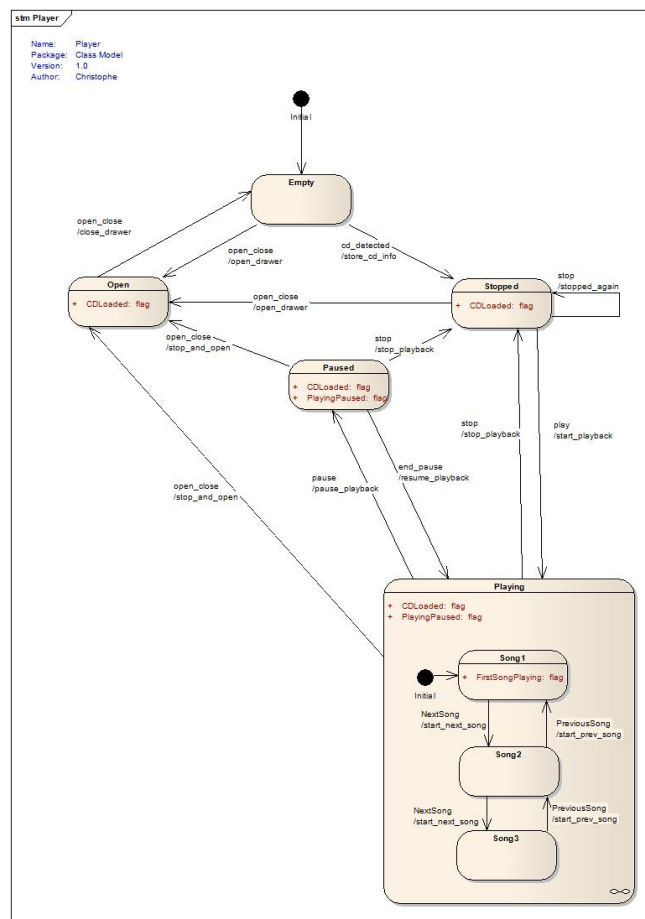 stm Player
Name: Player
Package: Class Model
Version: 1.0
Author: Christophe
Initial
Empty
open_close
/close_drawer
open_close
/open_drawer
cd_detected
/store_cd_info
Open
+ CDLoaded: flag
open_close
/open_drawer
Stopped
+ CDLoaded: flag
stop
/stopped_again
open_close
/stop_and_open
stop
/stop_playback
Paused
+ CDLoaded: flag
+ PlayingPaused: flag
stop
/stop_playback
play
/start_playback
pause
/pause_playback
end_pause
/resume_playback
open_close
/stop_and_open
Playing
+ CDLoaded: flag
+ PlayingPaused: flag
Initial
Song1
+ FirstSongPlaying: flag
NextSong
/start_next_song
PreviousSong
/start_prev_song
Song2
NextSong
/start_next_song
PreviousSong
/start_prev_song
Song3